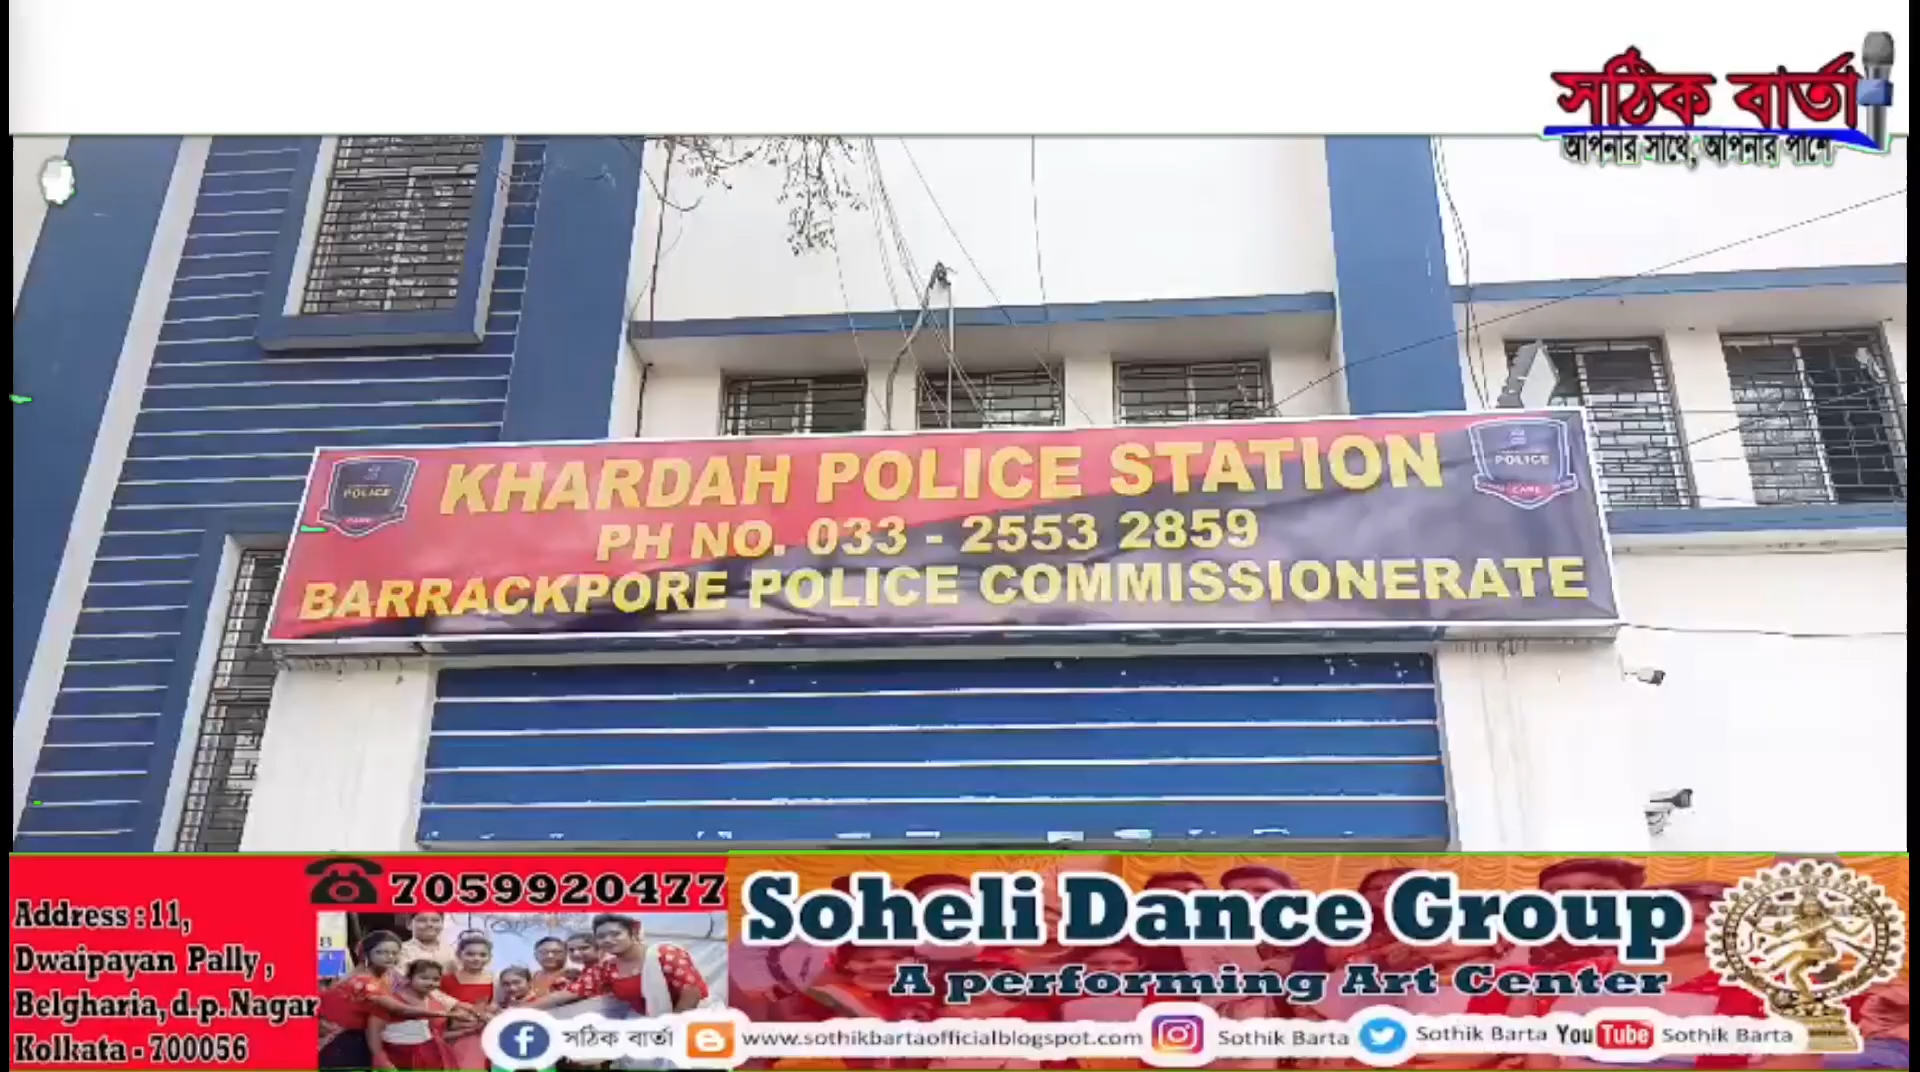 সঠিক বার্তা
আপনার সাথে, আপনার পাশে
POLICE
CARE
KHARDAH POLICE STATION
POLICE
CARE
PH NO. 033 - 2553 2859
BARRACKPORE POLICE COMMISSIONERATE
7059920477
Address : 11,
Dwaipayan Pally,
Belgharia, d.p. Nagar
Kolkata - 700056
Soheli Dance Group
A performing Art Center
সঠিক বার্তা
www.sothikbartaofficialblogspot.com
Sothik Barta
Sothik Barta
YouTube Sothik Barta